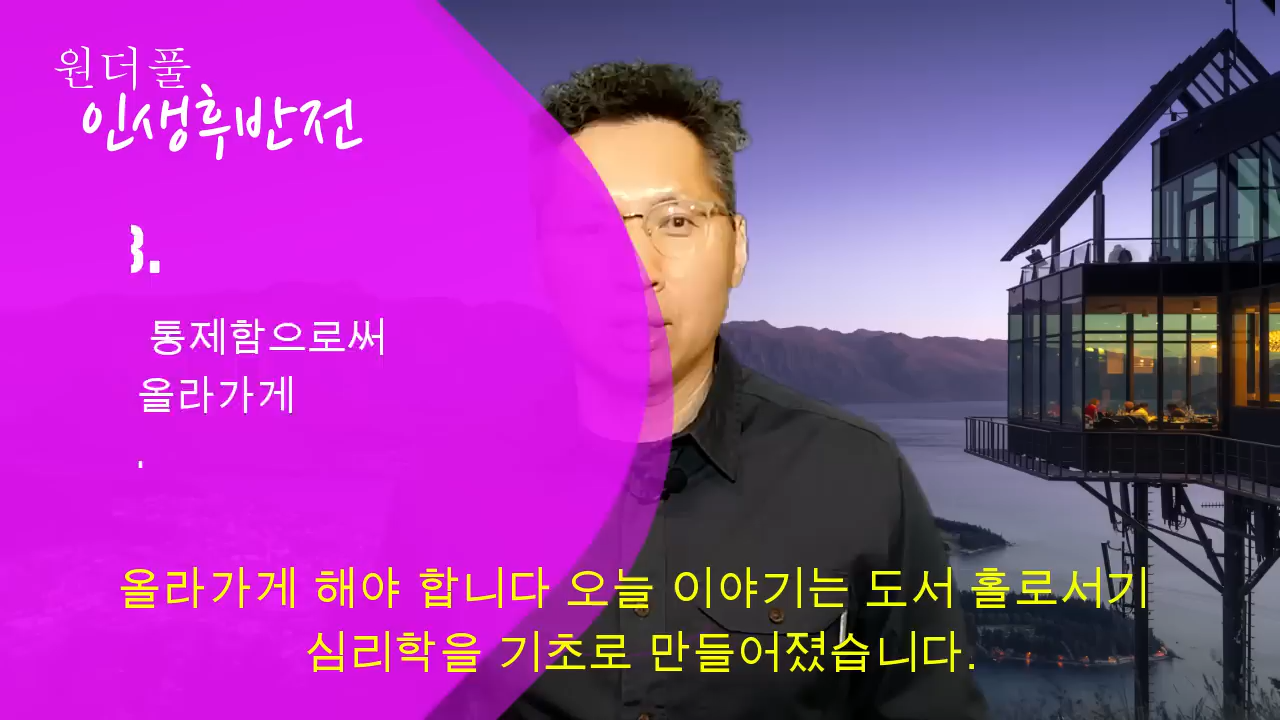 원더풀
인생후반전
3.
통제함으로써
올라가게
.
올라가게 해야 합니다 오늘 이야기는 도서 홀로서기
심리학을 기초로 만들어졌습니다.